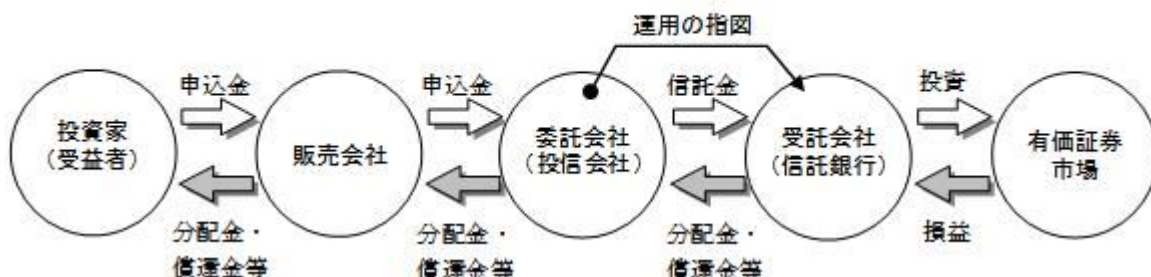 運用の指図
申込金
申込金
信託金
投資
投資家
(受益者)
販売会社
委託会社
(投信会社)
受託会社
(信託銀行)
有価証券
市場
分配金・
償還金等
分配金・
償還金等
分配金・
償還金等
損益